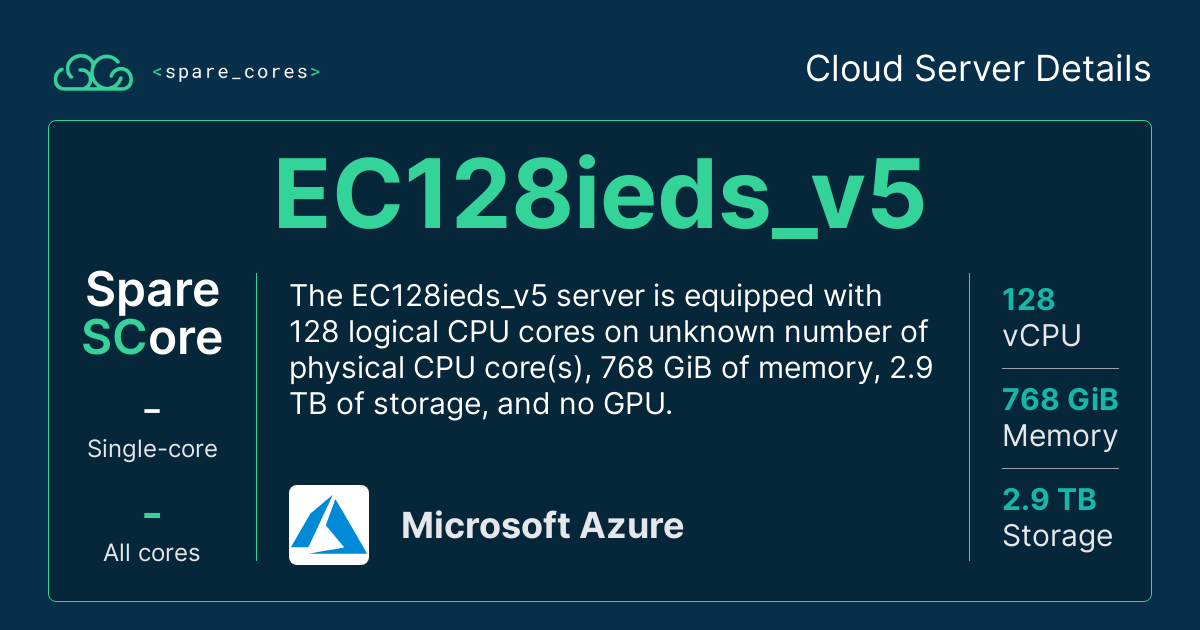 <spare_cores>
Cloud Server Details
EC128ieds_v5
Spare
SCore
–
Single-core
–
All cores
The EC128ieds_v5 server is equipped with
128 logical CPU cores on unknown number of
physical CPU core(s), 768 GiB of memory, 2.9
TB of storage, and no GPU.
Microsoft Azure
128
vCPU
768 GiB
Memory
2.9 TB
Storage